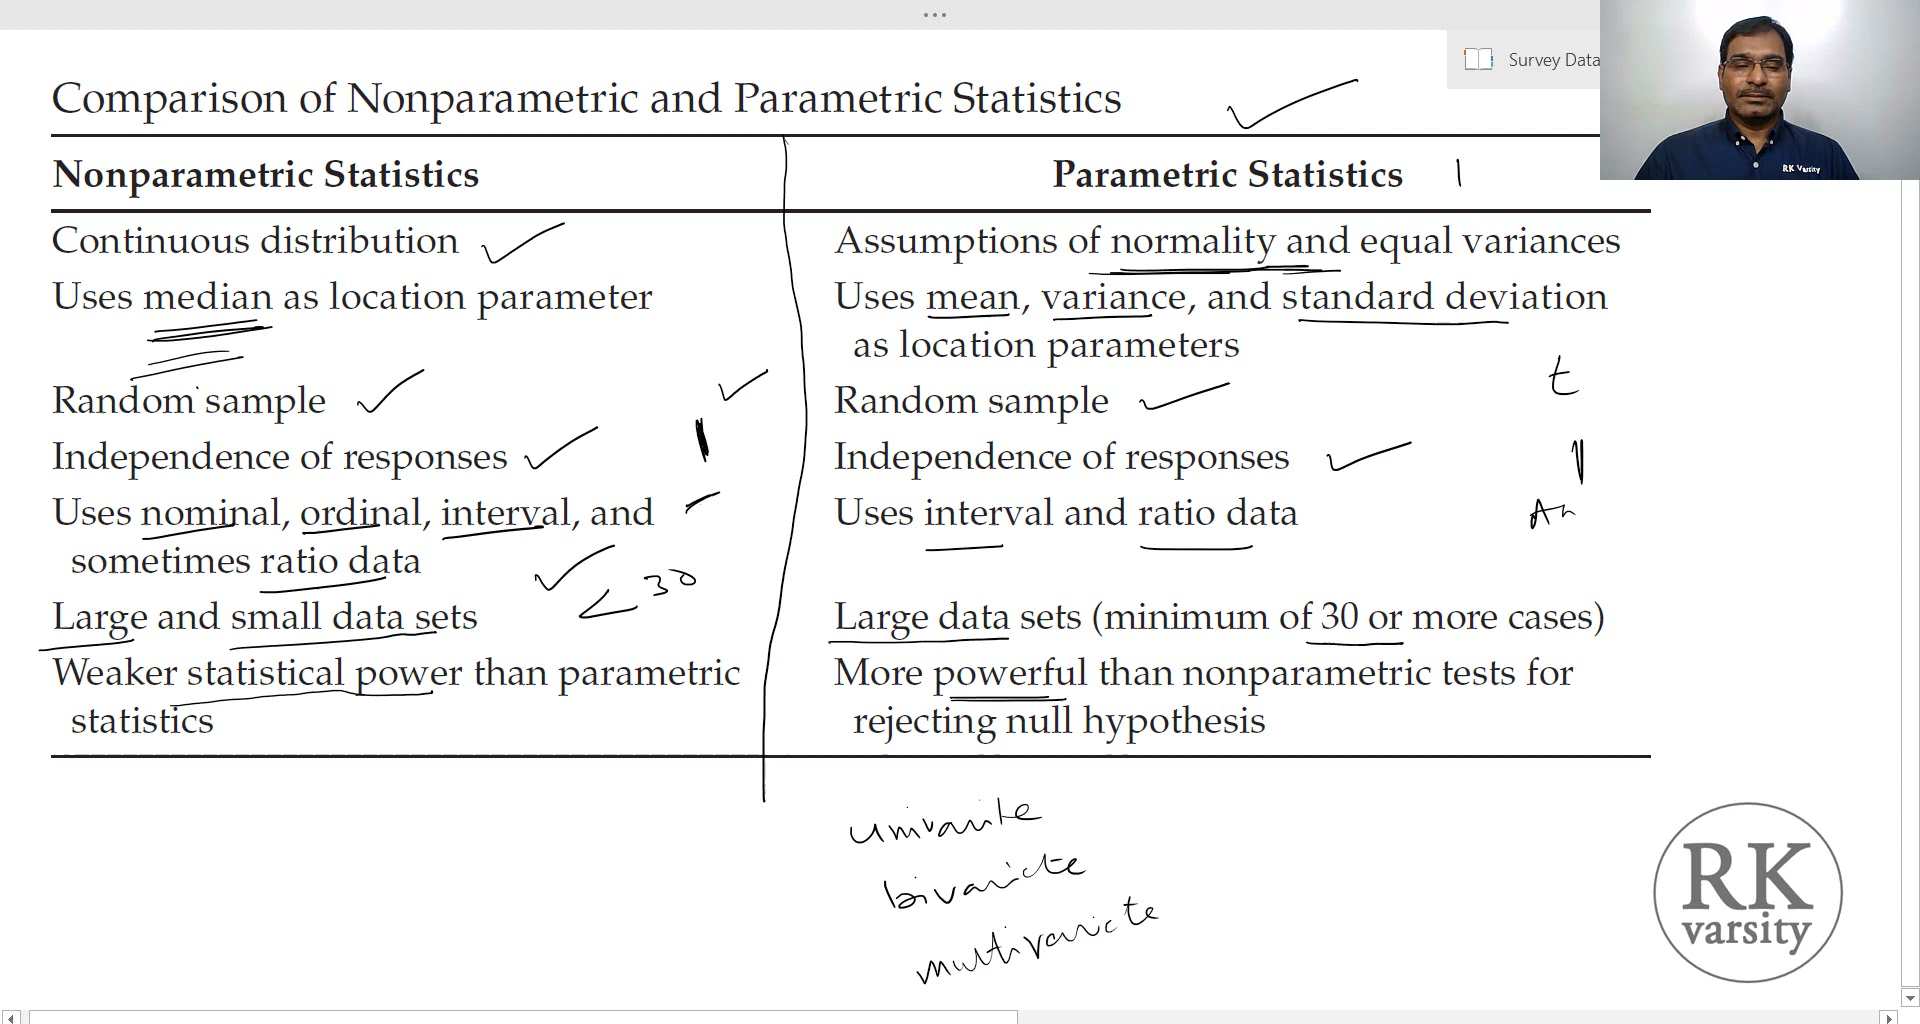 Survey Data
Comparison of Nonparametric and Parametric Statistics
RK Varsity
Nonparametric Statistics
Continuous distribution
Uses median as location parameter
Random sample
Independence of responses
Uses nominal, ordinal, interval, and
sometimes ratio data
< 30
Large and small data sets
Weaker statistical power than parametric
statistics
Parametric Statistics
Assumptions of normality and equal variances
Uses mean, variance, and standard deviation
as location parameters
t
Random sample
Independence of responses
Uses interval and ratio data
An
Large data sets (minimum of 30 or more cases)
More powerful than nonparametric tests for
rejecting null hypothesis
univarite
bivariate
multivariate
RK
varsity